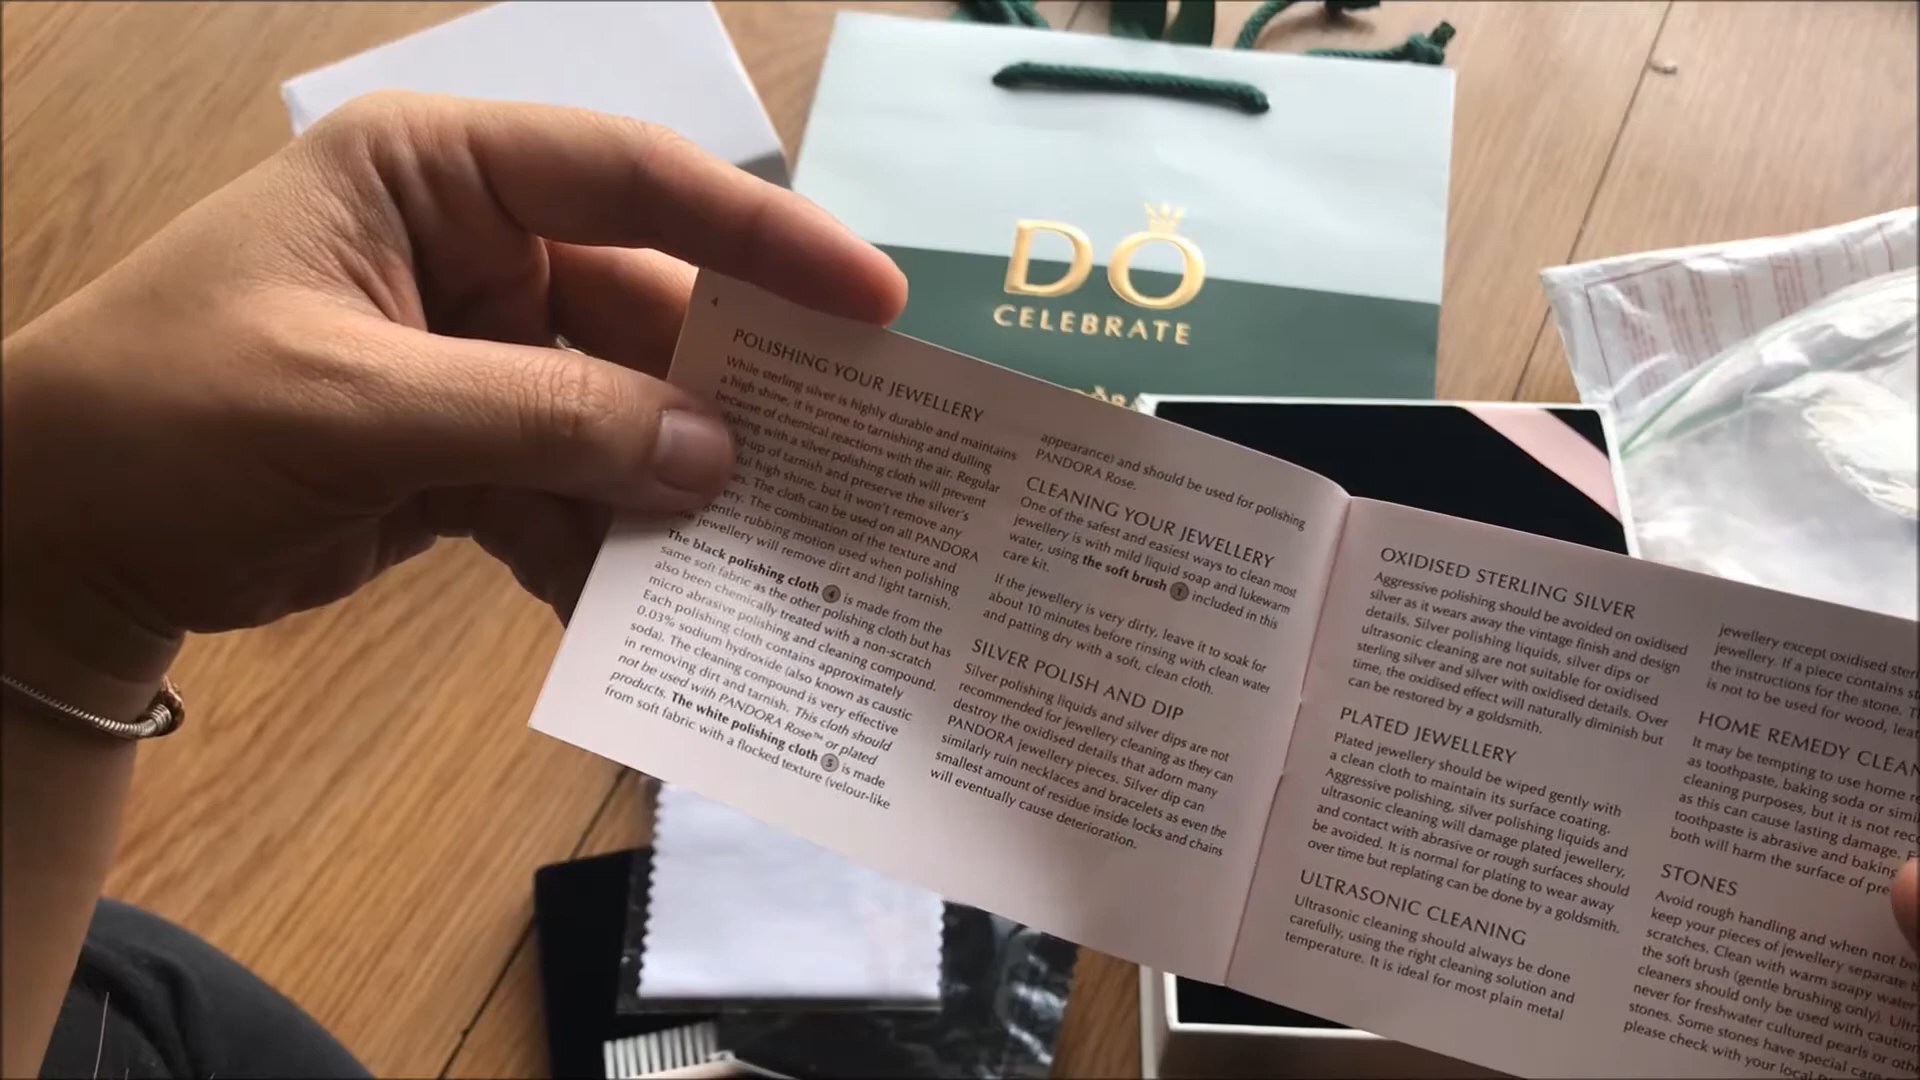 DO
CELEBRATE
4
POLISHING YOUR JEWELLERY
While sterling silver is highly durable and maintains
a high shine, it is prone to tarnishing and dulling
because of chemical reactions with the air. Regular
with a silver polishing cloth will prevent
of tarnish and preserve the silver's
high shine, but it won't remove any
The cloth can be used on all PANDORA
The combination of the texture and
gentle rubbing motion used when polishing
jewellery will remove dirt and light tarnish.
The black polishing cloth 4 is made from the
same soft fabric as the other polishing cloth but has
also been chemically treated with a non-scratch
micro abrasive polishing and cleaning compound.
Each polishing cloth contains approximately
0.03% sodium hydroxide (also known as caustic
soda). The cleaning compound is very effective
in removing dirt and tarnish. This cloth should
not be used with PANDORA Rose™ or plated
products. The white polishing cloth 5 is made
from soft fabric with a flocked texture (velour-like
appearance) and should be used for polishing
PANDORA Rose.
CLEANING YOUR JEWELLERY
One of the safest and easiest ways to clean most
jewellery is with mild liquid soap and lukewarm
water, using the soft brush 1 included in this
care kit.
If the jewellery is very dirty, leave it to soak for
about 10 minutes before rinsing with clean water
and patting dry with a soft, clean cloth.
SILVER POLISH AND DIP
Silver polishing liquids and silver dips are not
recommended for jewellery cleaning as they can
destroy the oxidised details that adorn many
PANDORA jewellery pieces. Silver dip can
similarly ruin necklaces and bracelets as even the
smallest amount of residue inside locks and chains
will eventually cause deterioration.
OXIDISED STERLING SILVER
Aggressive polishing should be avoided on oxidised
silver as it wears away the vintage finish and design
details. Silver polishing liquids, silver dips or
ultrasonic cleaning are not suitable for oxidised
sterling silver and silver with oxidised details. Over
time, the oxidised effect will naturally diminish but
can be restored by a goldsmith.
PLATED JEWELLERY
Plated jewellery should be wiped gently with
a clean cloth to maintain its surface coating.
Aggressive polishing, silver polishing liquids and
ultrasonic cleaning will damage plated jewellery,
and contact with abrasive or rough surfaces should
be avoided. It is normal for plating to wear away
over time but replating can be done by a goldsmith.
ULTRASONIC CLEANING
Ultrasonic cleaning should always be done
carefully, using the right cleaning solution and
temperature. It is ideal for most plain metal
jewellery except oxidised
jewellery. If a piece contains
the instructions for the stone.
is not to be used for wood,
HOME REMEDY
It may be tempting to use home
as toothpaste, baking soda or
cleaning purposes, but it is not
as this can cause lasting damage.
toothpaste is abrasive and baking
both will harm the surface of
STONES
Avoid rough handling and when not
keep your pieces of jewellery separate
scratches. Clean with warm soapy water
the soft brush (gentle brushing only).
cleaners should only be used with caution
never for freshwater cultured pearls or
stones. Some stones have special care
please check with your local